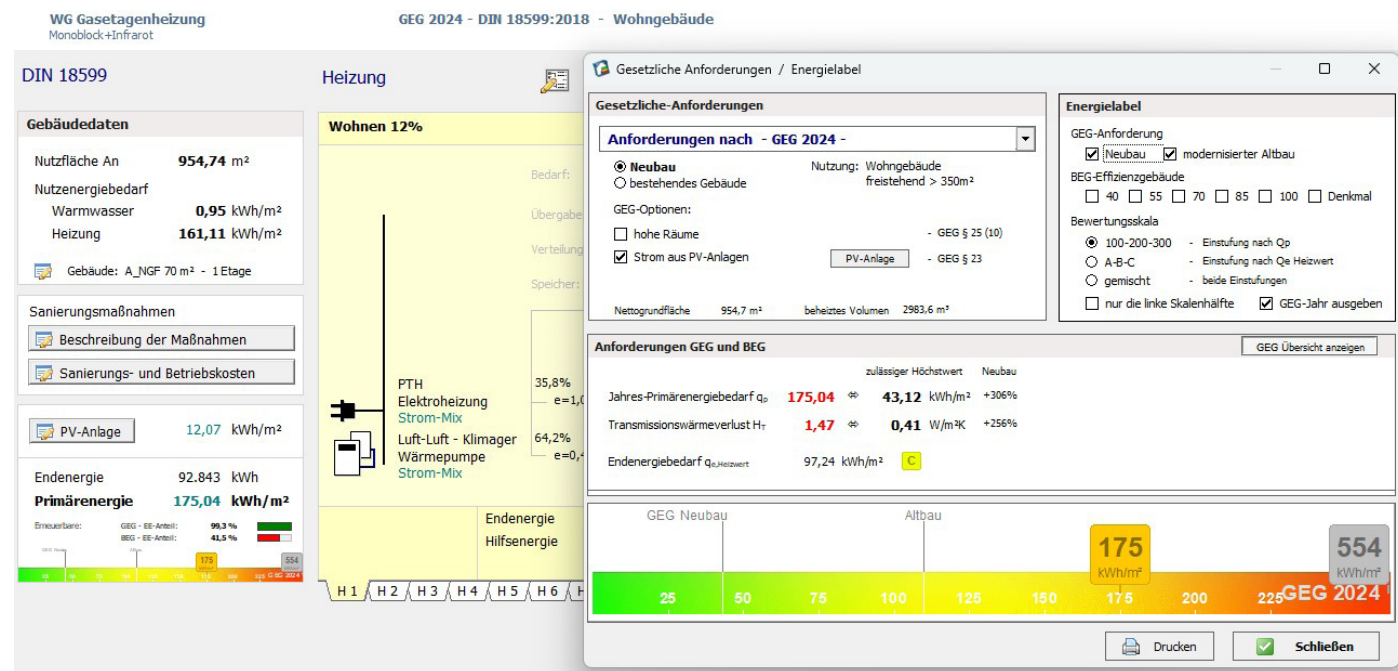 WG Gasetagenheizung
Monoblock+Infrarot
GEG 2024 - DIN 18599:2018 - Wohngebäude
DIN 18599
Gebäudedaten
Nutzfläche An 954,74 m²
Nutzenergiebedarf
Warmwasser 0,95 kWh/m²
Heizung 161,11 kWh/m²
Gebäude: A_NGF 70 m² - 1 Etage
Sanierungsmaßnahmen
Beschreibung der Maßnahmen
Sanierungs- und Betriebskosten
PV-Anlage 12,07 kWh/m²
Endenergie 92.843 kWh
Primärenergie 175,04 kWh/m²
Erneuerbare: GEG - EE-Anteil: 99,3 %
BEG - EE-Anteil: 41,5 %
175
554
Heizung
Wohnen 12%
Bedarf:
Übergabe
Verteilung
Speicher:
PTH 35,8%
Elektroheizung e=1,0
Strom-Mix
Luft-Luft - Klimager 64,2%
Wärmepumpe e=0,4
Strom-Mix
Endenergie
Hilfsenergie
H 1 H 2 H 3 H 4 H 5 H 6 H
Gesetzliche Anforderungen / Energielabel
Gesetzliche-Anforderungen
Anforderungen nach - GEG 2024 -
Neubau
bestehendes Gebäude
Nutzung: Wohngebäude
freistehend > 350m²
GEG-Optionen:
hohe Räume - GEG § 25 (10)
Strom aus PV-Anlagen PV-Anlage - GEG § 23
Nettogrundfläche 954,7 m² beheiztes Volumen 2983,6 m³
Energielabel
GEG-Anforderung
Neubau modernisierter Altbau
BEG-Effizienzgebäude
40 55 70 85 100 Denkmal
Bewertungsskala
100-200-300 - Einstufung nach Qp
A-B-C - Einstufung nach Qe Heizwert
gemischt - beide Einstufungen
nur die linke Skalenhälfte GEG-Jahr ausgeben
Anforderungen GEG und BEG
GEG Übersicht anzeigen
zulässiger Höchstwert Neubau
Jahres-Primärenergiebedarf qp 175,04 ⇔ 43,12 kWh/m² +306%
Transmissionswärmeverlust HT 1,47 ⇔ 0,41 W/m²K +256%
Endenergiebedarf qe,Heizwert 97,24 kWh/m² C
GEG Neubau Altbau
175
kWh/m²
554
kWh/m²
25 50 75 100 125 150 175 200 225 GEG 2024
Drucken
Schließen